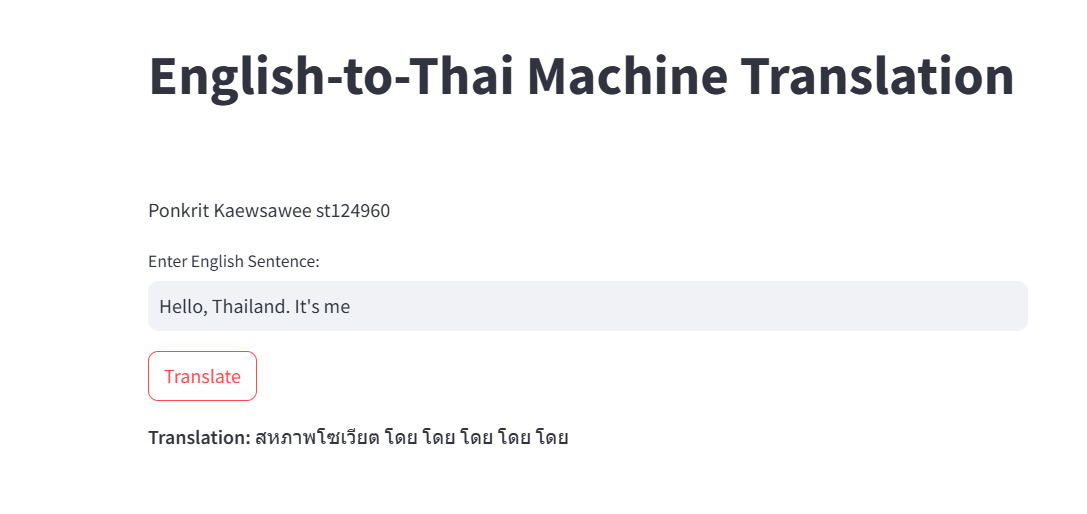 English-to-Thai Machine Translation
Ponkrit Kaewsawee st124960
Enter English Sentence:
Hello, Thailand. It's me
Translate
Translation: สหภาพโซเวียต โดย โดย โดย โดย โดย